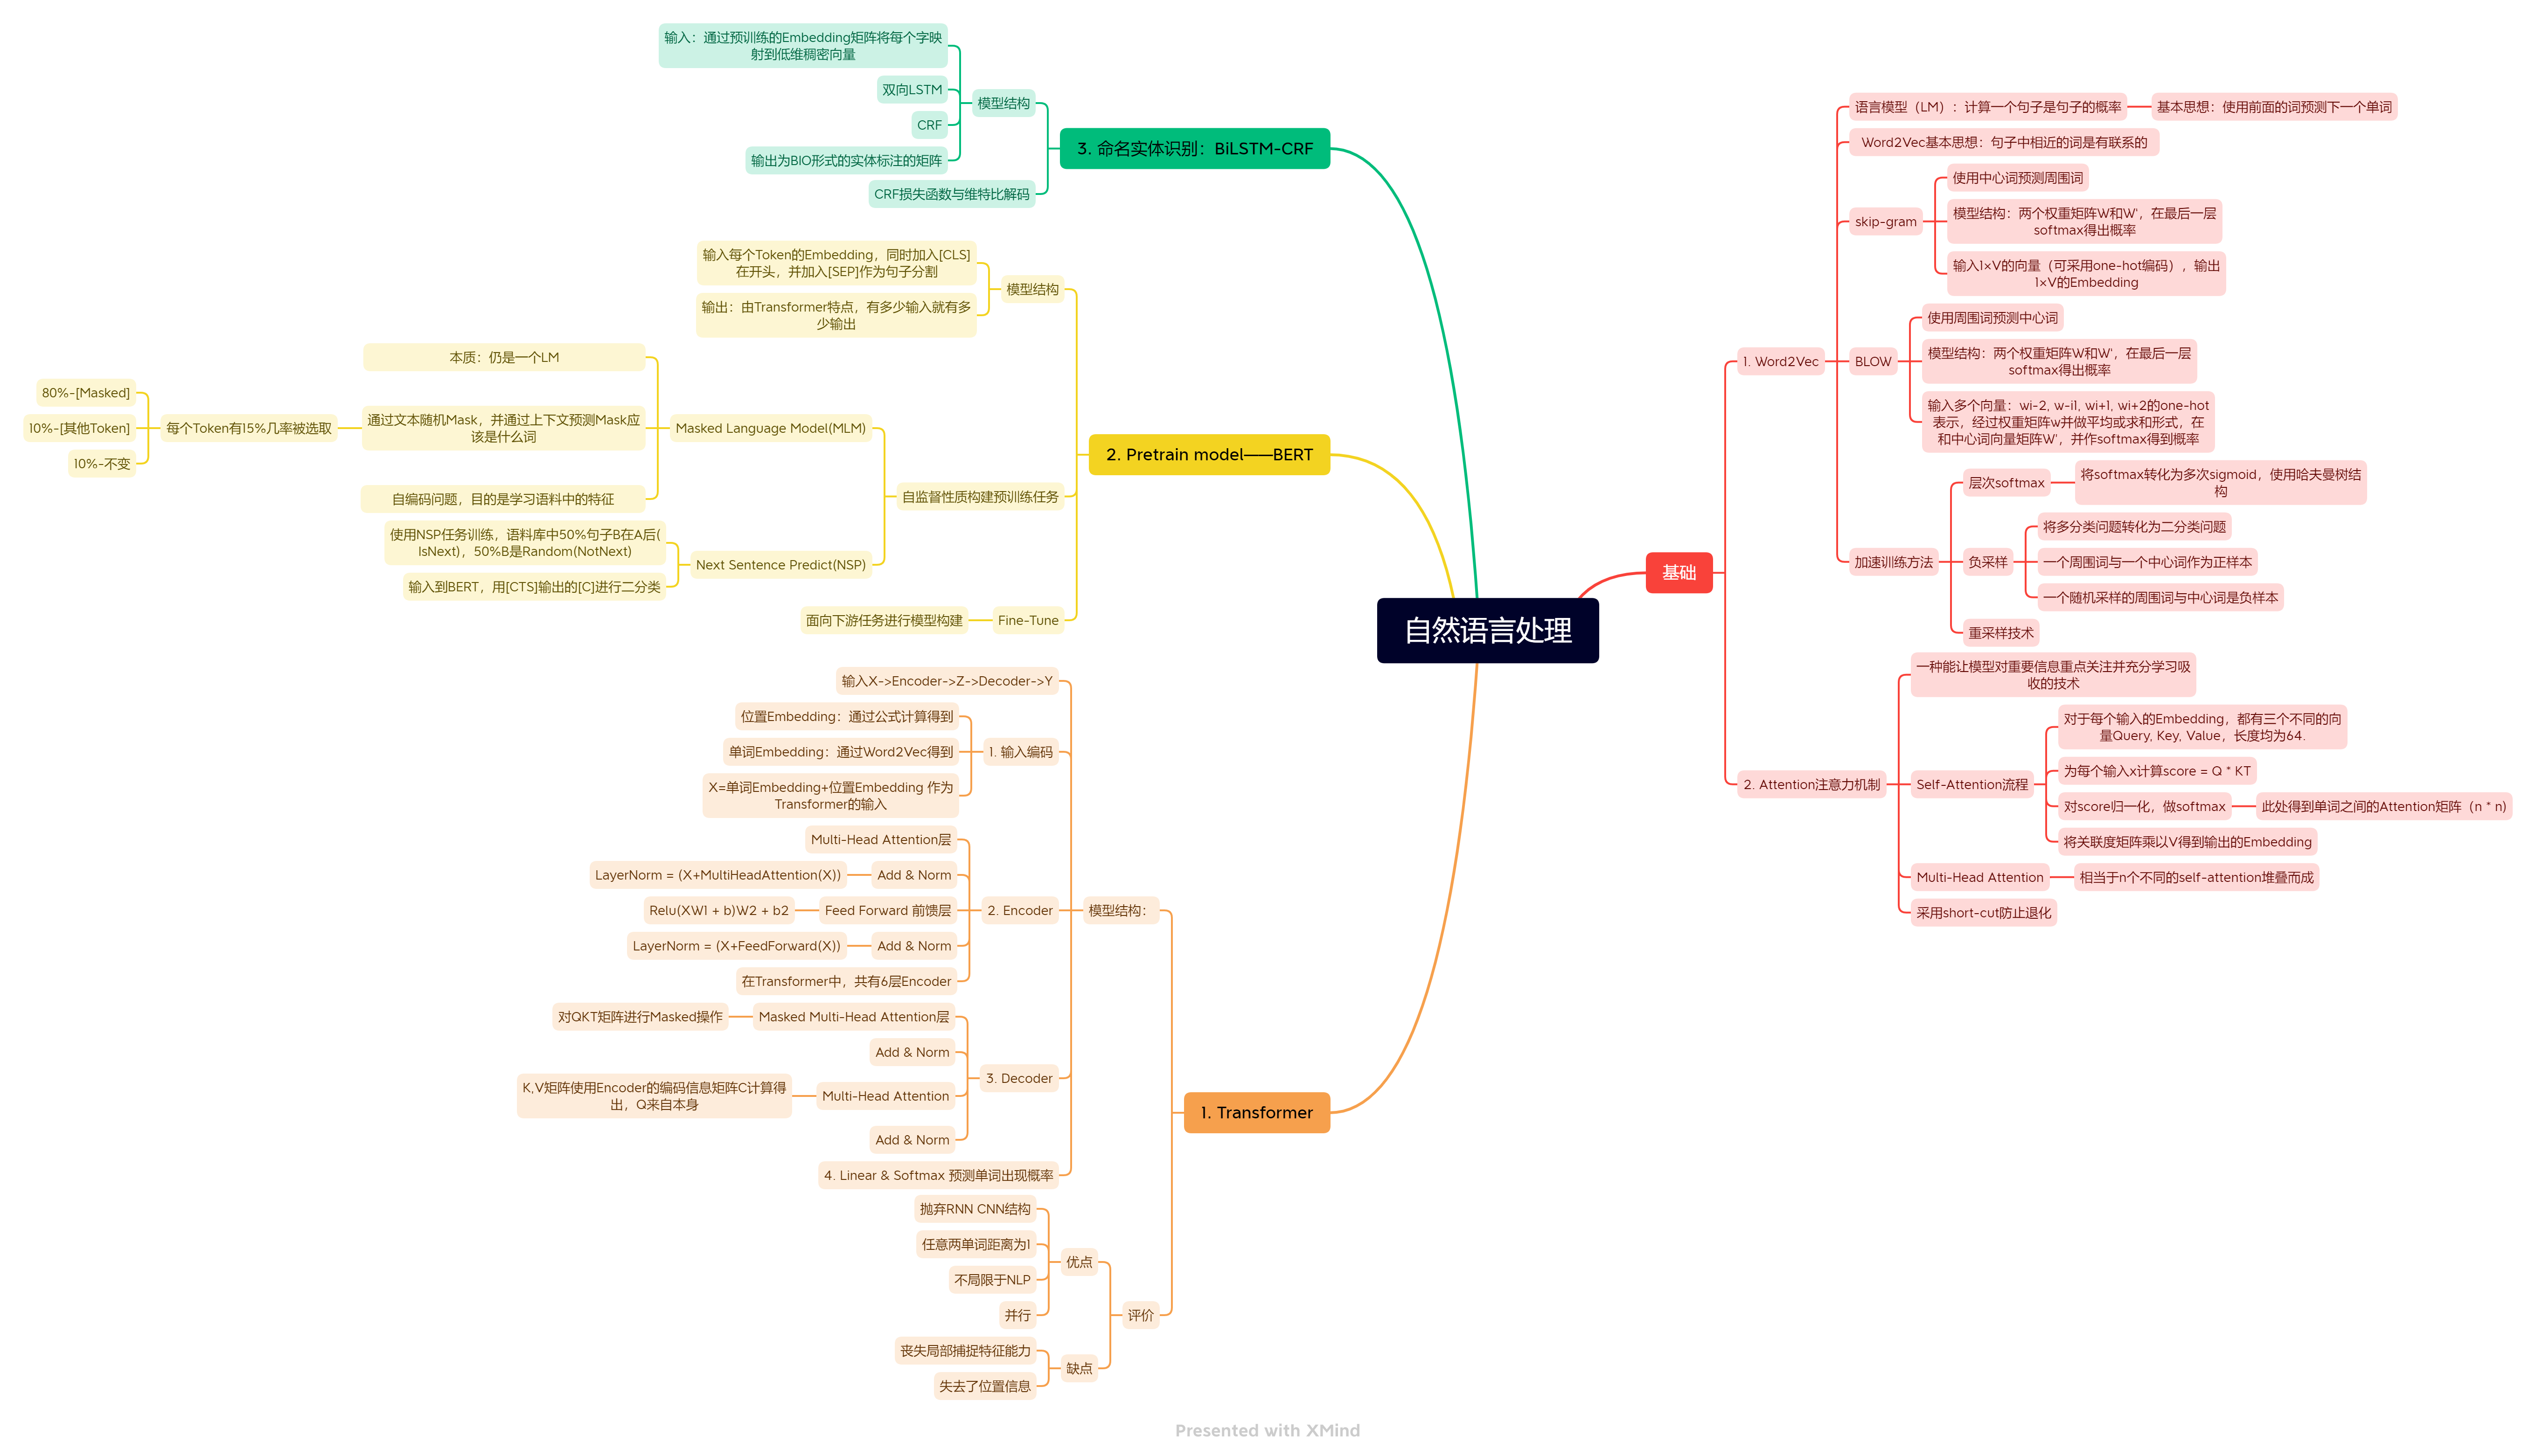 自然语言处理
基础
1. Word2Vec
语言模型（LM）：计算一个句子是句子的概率
基本思想：使用前面的词预测下一个单词
Word2Vec基本思想：句子中相近的词是有联系的
skip-gram
使用中心词预测周围词
模型结构：两个权重矩阵W和W'，在最后一层
softmax得出概率
输入1×V的向量（可采用one-hot编码），输出
1×V的Embedding
BLOW
使用周围词预测中心词
模型结构：两个权重矩阵W和W'，在最后一层
softmax得出概率
输入多个向量：wi-2, w-i1, wi+1, wi+2的one-hot
表示，经过权重矩阵w并做平均或求和形式，在
和中心词向量矩阵W'，并作softmax得到概率
加速训练方法
层次softmax
将softmax转化为多次sigmoid，使用哈夫曼树结
构
负采样
将多分类问题转化为二分类问题
一个周围词与一个中心词作为正样本
一个随机采样的周围词与中心词是负样本
重采样技术
2. Attention注意力机制
一种能让模型对重要信息重点关注并充分学习吸
收的技术
Self-Attention流程
对于每个输入的Embedding，都有三个不同的向
量Query, Key, Value，长度均为64.
为每个输入x计算score = Q * KT
对score归一化，做softmax
此处得到单词之间的Attention矩阵（n * n)
将关联度矩阵乘以V得到输出的Embedding
Multi-Head Attention
相当于n个不同的self-attention堆叠而成
采用short-cut防止退化
1. Transformer
模型结构：
输入X->Encoder->Z->Decoder->Y
1. 输入编码
位置Embedding：通过公式计算得到
单词Embedding：通过Word2Vec得到
X=单词Embedding+位置Embedding 作为
Transformer的输入
2. Encoder
Multi-Head Attention层
Add & Norm
LayerNorm = (X+MultiHeadAttention(X))
Feed Forward 前馈层
Relu(XW1 + b)W2 + b2
Add & Norm
LayerNorm = (X+FeedForward(X))
在Transformer中，共有6层Encoder
3. Decoder
Masked Multi-Head Attention层
对QKT矩阵进行Masked操作
Add & Norm
Multi-Head Attention
K,V矩阵使用Encoder的编码信息矩阵C计算得
出，Q来自本身
Add & Norm
4. Linear & Softmax 预测单词出现概率
评价
优点
抛弃RNN CNN结构
任意两单词距离为1
不局限于NLP
并行
缺点
丧失局部捕捉特征能力
失去了位置信息
2. Pretrain model——BERT
模型结构
输入每个Token的Embedding，同时加入[CLS]
在开头，并加入[SEP]作为句子分割
输出：由Transformer特点，有多少输入就有多
少输出
自监督性质构建预训练任务
Masked Language Model(MLM)
本质：仍是一个LM
通过文本随机Mask，并通过上下文预测Mask应
该是什么词
每个Token有15%几率被选取
80%-[Masked]
10%-[其他Token]
10%-不变
自编码问题，目的是学习语料中的特征
Next Sentence Predict(NSP)
使用NSP任务训练，语料库中50%句子B在A后(
IsNext)，50%B是Random(NotNext)
输入到BERT，用[CTS]输出的[C]进行二分类
Fine-Tune
面向下游任务进行模型构建
3. 命名实体识别：BiLSTM-CRF
模型结构
输入：通过预训练的Embedding矩阵将每个字映
射到低维稠密向量
双向LSTM
CRF
输出为BIO形式的实体标注的矩阵
CRF损失函数与维特比解码
Presented with XMind